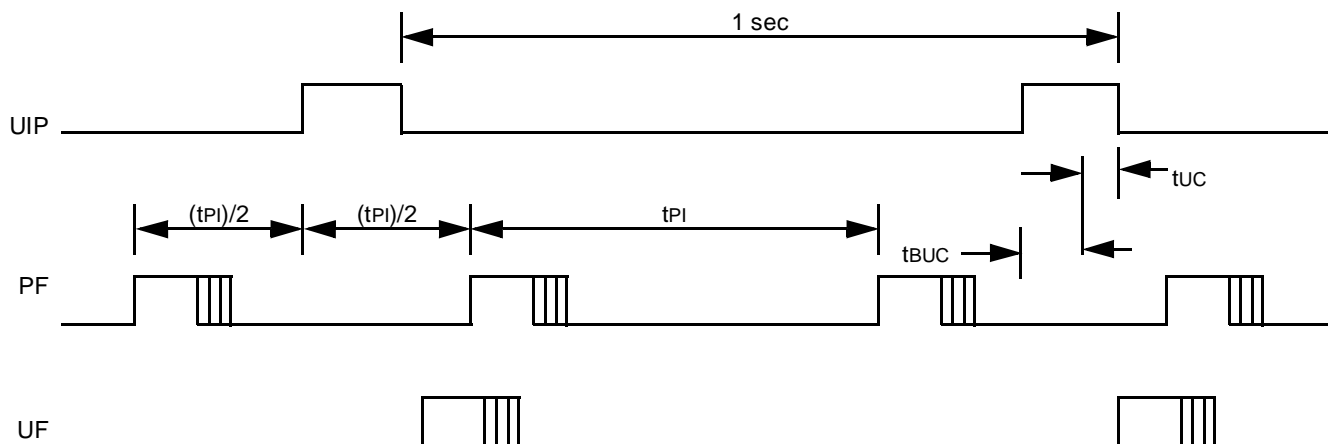 1 sec
UIP
tUC
(tPI)/2 (tPI)/2 tPI
tBUC
PF
UF